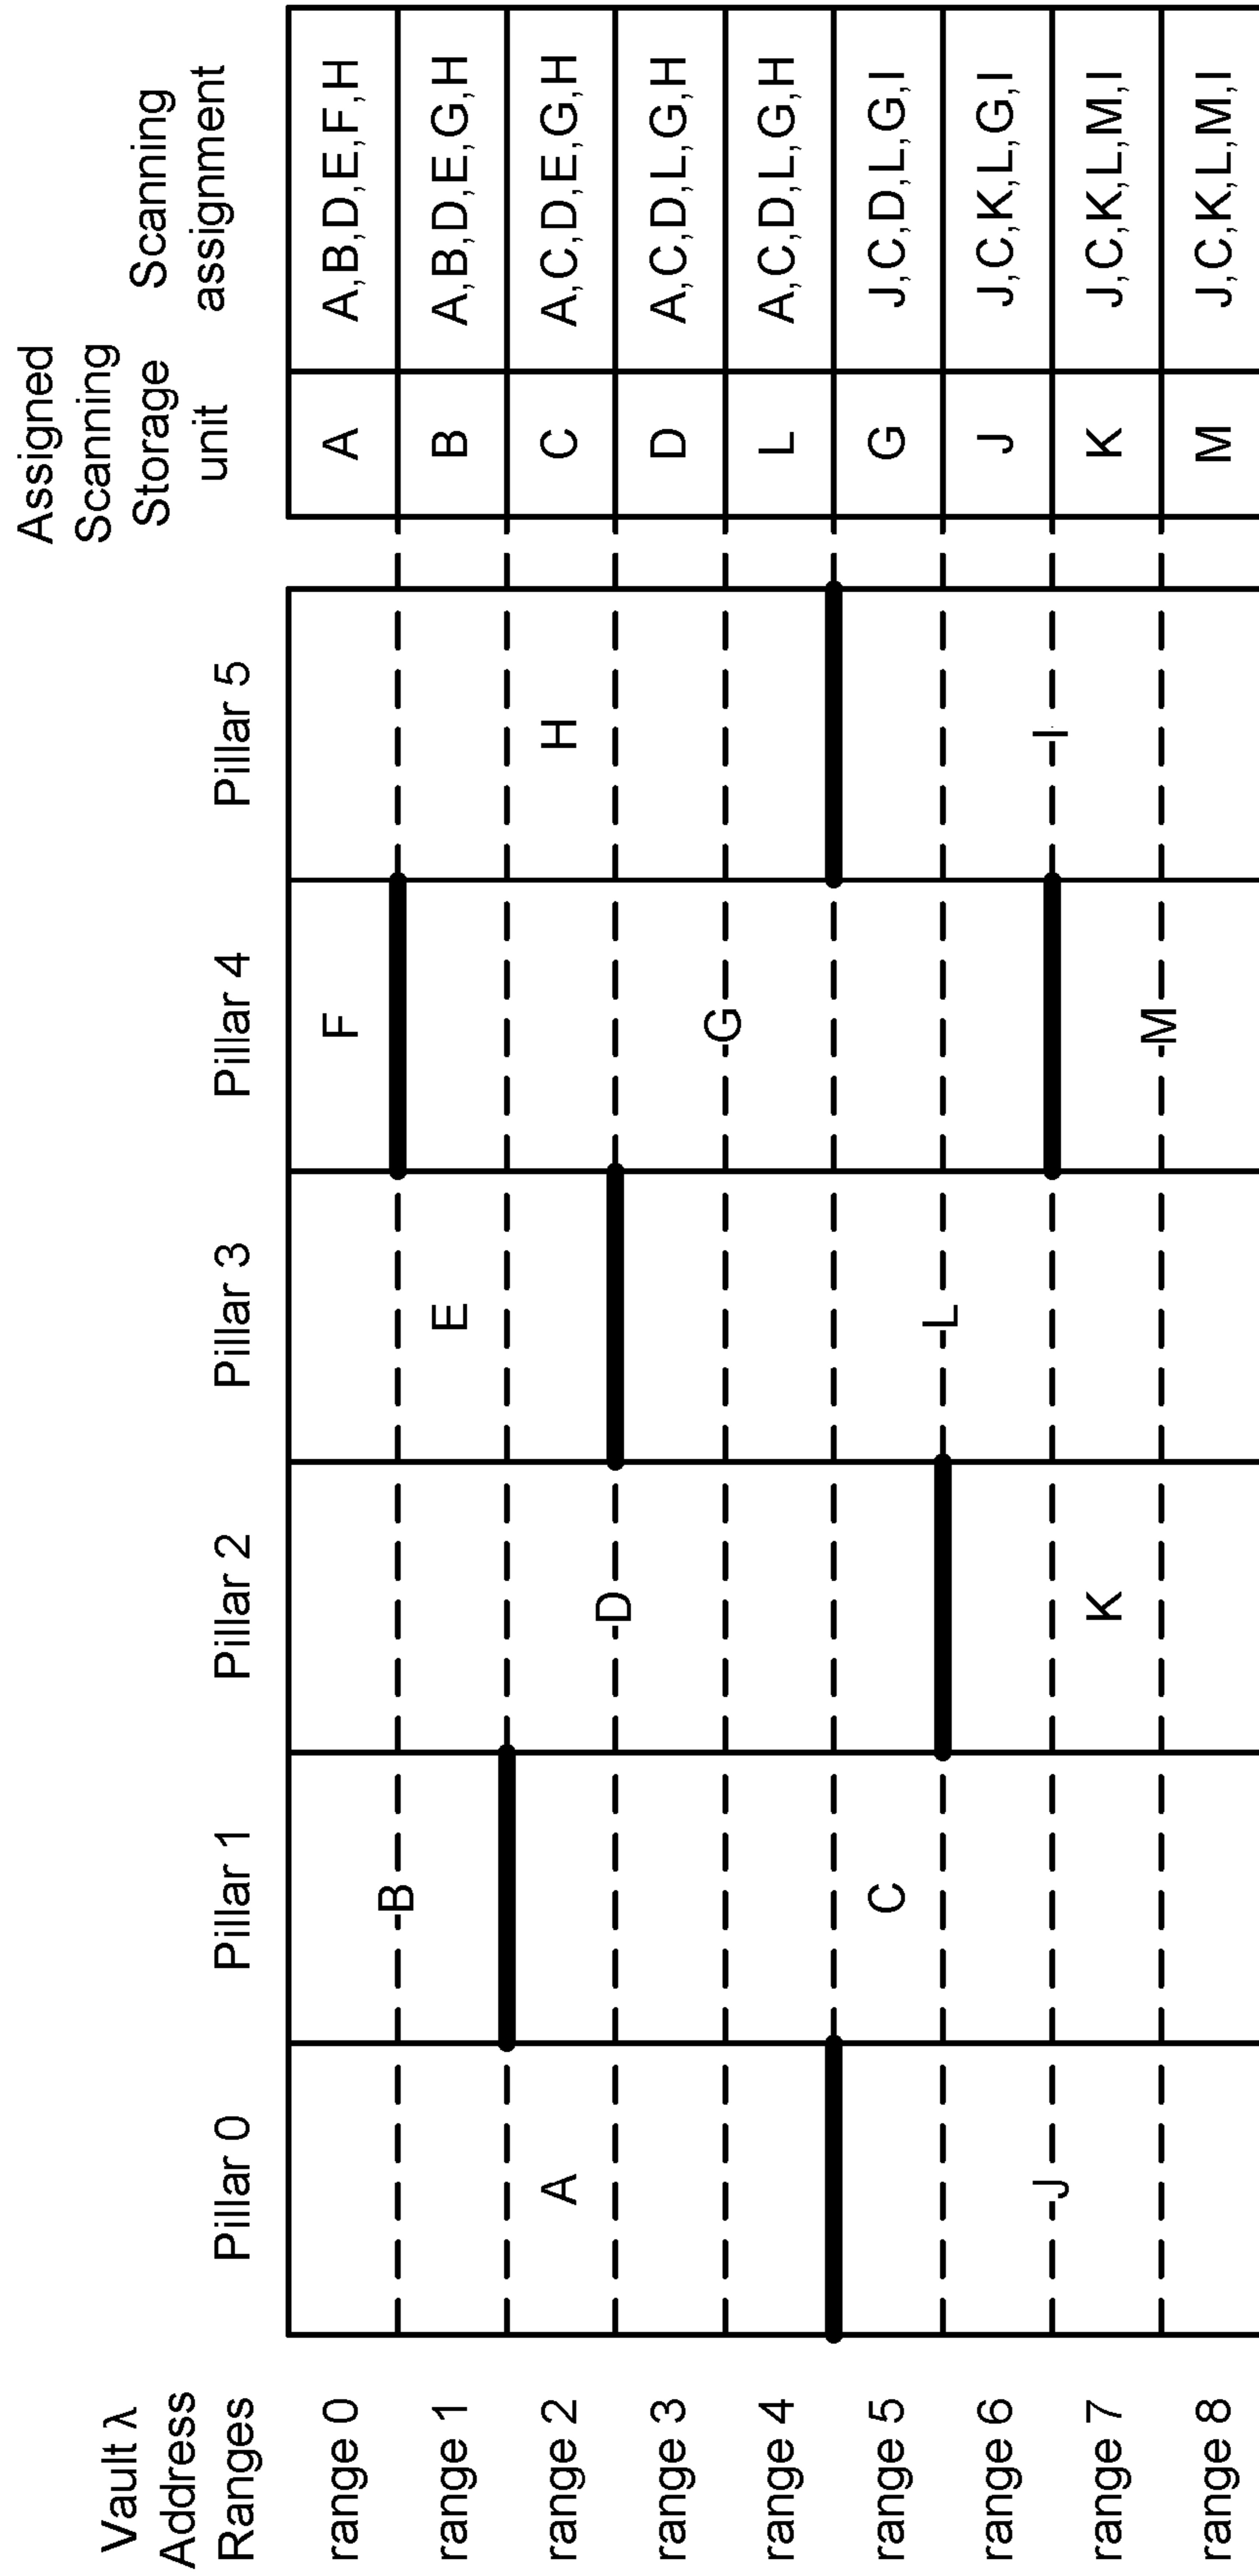 Vault λ
Address
Ranges
Pillar 0
Pillar 1
Pillar 2
Pillar 3
Pillar 4
Pillar 5
Assigned
Scanning
Storage
unit
Scanning
assignment
range 0
F
A
A,B,D,E,F,H
B
range 1
E
B
A,B,D,E,G,H
range 2
A
H
C
A,C,D,E,G,H
D
range 3
D
A,C,D,L,G,H
G
range 4
L
A,C,D,L,G,H
range 5
C
G
J,C,D,L,G,I
L
range 6
J
J,C,K,L,G,I
J
I
range 7
K
K
J,C,K,L,M,I
M
range 8
M
J,C,K,L,M,I